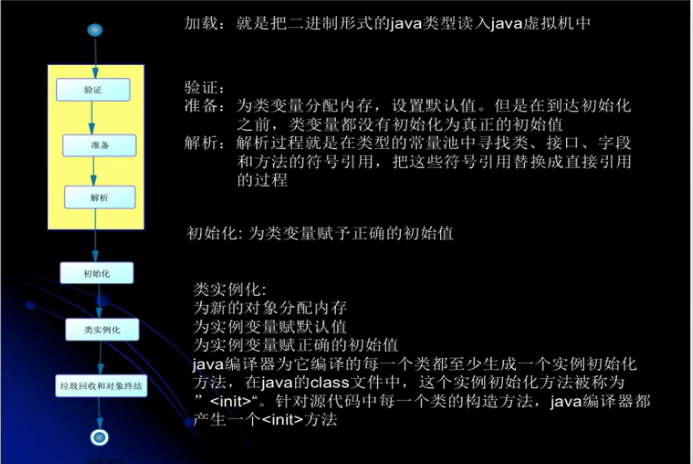 加载：就是把二进制形式的java类型读入java虚拟机中
验证：
准备：为类变量分配内存，设置默认值。但是在到达初始化
之前，类变量都没有初始化为真正的初始值
解析：解析过程就是在类型的常量池中寻找类、接口、字段
和方法的符号引用，把这些符号引用替换成直接引用
的过程
初始化: 为类变量赋予正确的初始值
类实例化:
为新的对象分配内存
为实例变量赋默认值
为实例变量赋正确的初始值
java编译器为它编译的每一个类都至少生成一个实例初始化
方法，在java的class文件中，这个实例初始化方法被称为
”<init>“。针对源代码中每一个类的构造方法，java编译器都
产生一个<init>方法
验证
准备
解析
初始化
类实例化
垃圾回收和对象终结